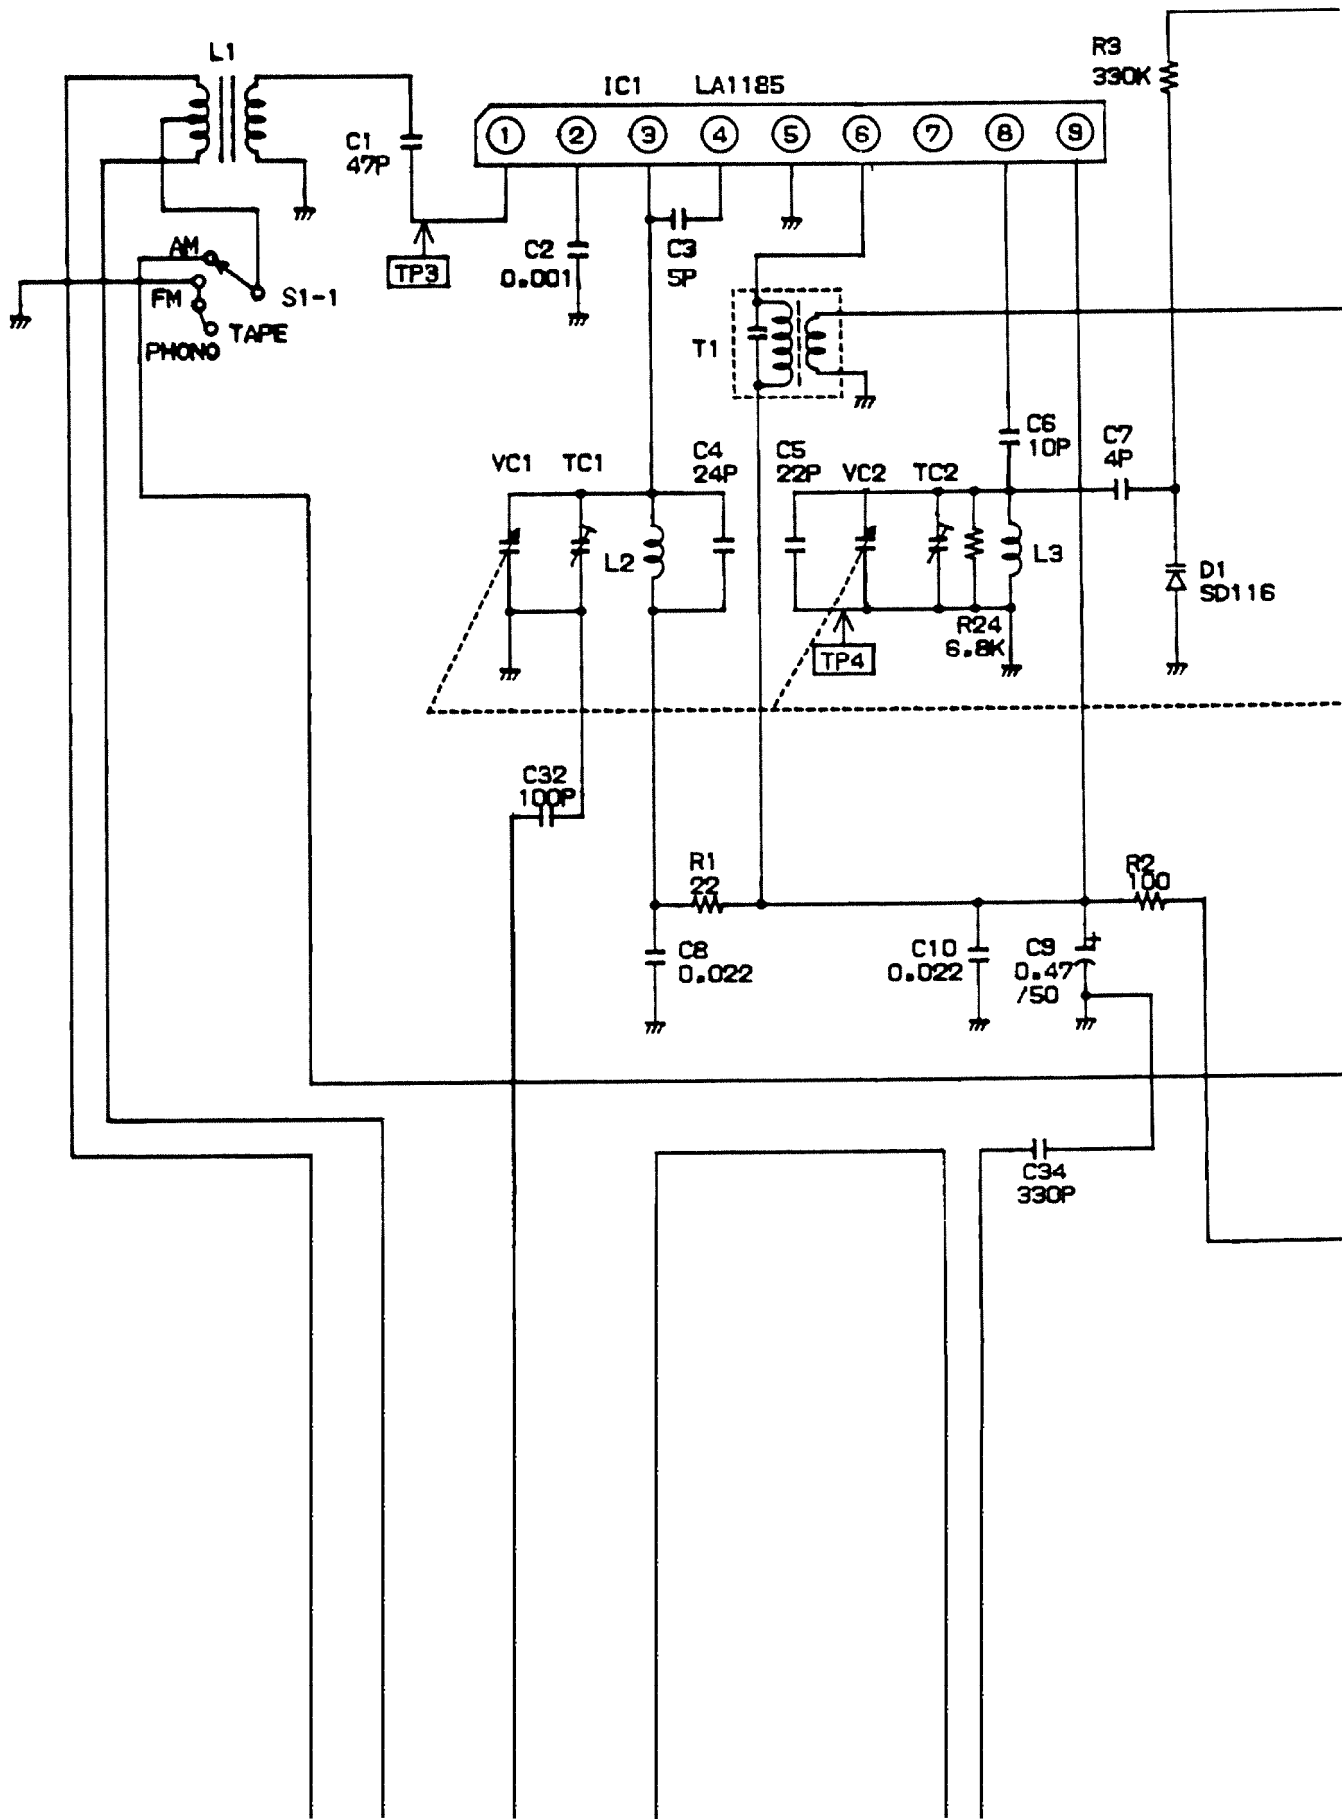 L1
R3
330K
IC1 LA1185
1 2 3 4 5 6 7 8 9
C1
47P
AM
FM
S1-1
TAPE
PHONO
TP3
C2
0.001
C3
5P
T1
C6
10P
C7
4P
VC1 TC1
C4
24P
C5
22P
VC2 TC2
L2
L3
D1
SD116
R24
6.8K
TP4
C32
100P
R1
22
R2
100
C8
0.022
C10
0.022
C9
0.47
/50
+
C34
330P